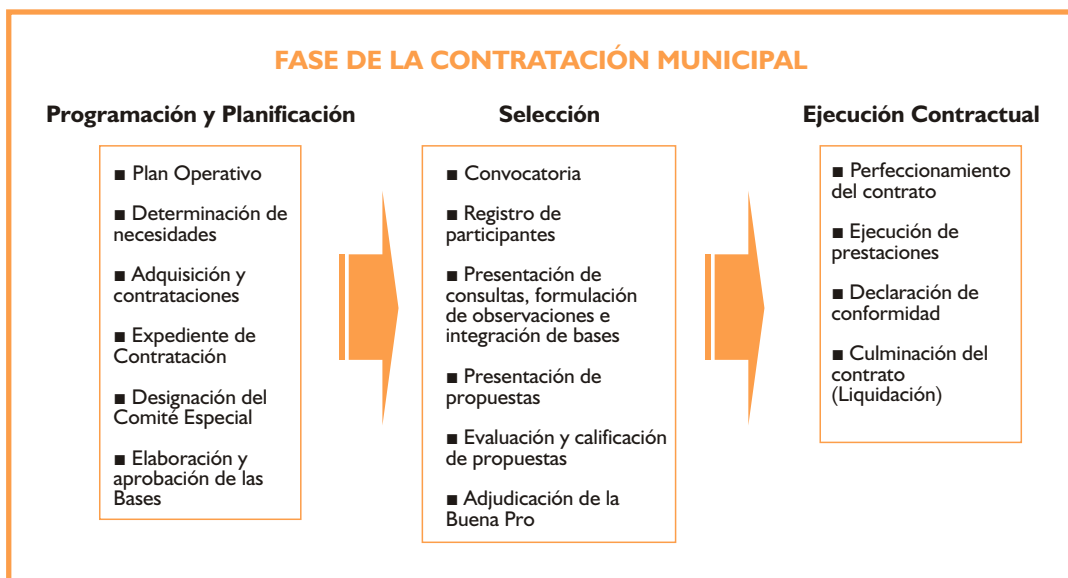 FASE DE LA CONTRATACIÓN MUNICIPAL
Programación y Planificación
■ Plan Operativo
■ Determinación de
necesidades
■ Adquisición y
contrataciones
■ Expediente de
Contratación
■ Designación del
Comité Especial
■ Elaboración y
aprobación de las
Bases
Selección
■ Convocatoria
■ Registro de
participantes
■ Presentación de
consultas, formulación
de observaciones e
integración de bases
■ Presentación de
propuestas
■ Evaluación y calificación
de propuestas
■ Adjudicación de la
Buena Pro
Ejecución Contractual
■ Perfeccionamiento
del contrato
■ Ejecución de
prestaciones
■ Declaración de
conformidad
■ Culminación del
contrato
(Liquidación)